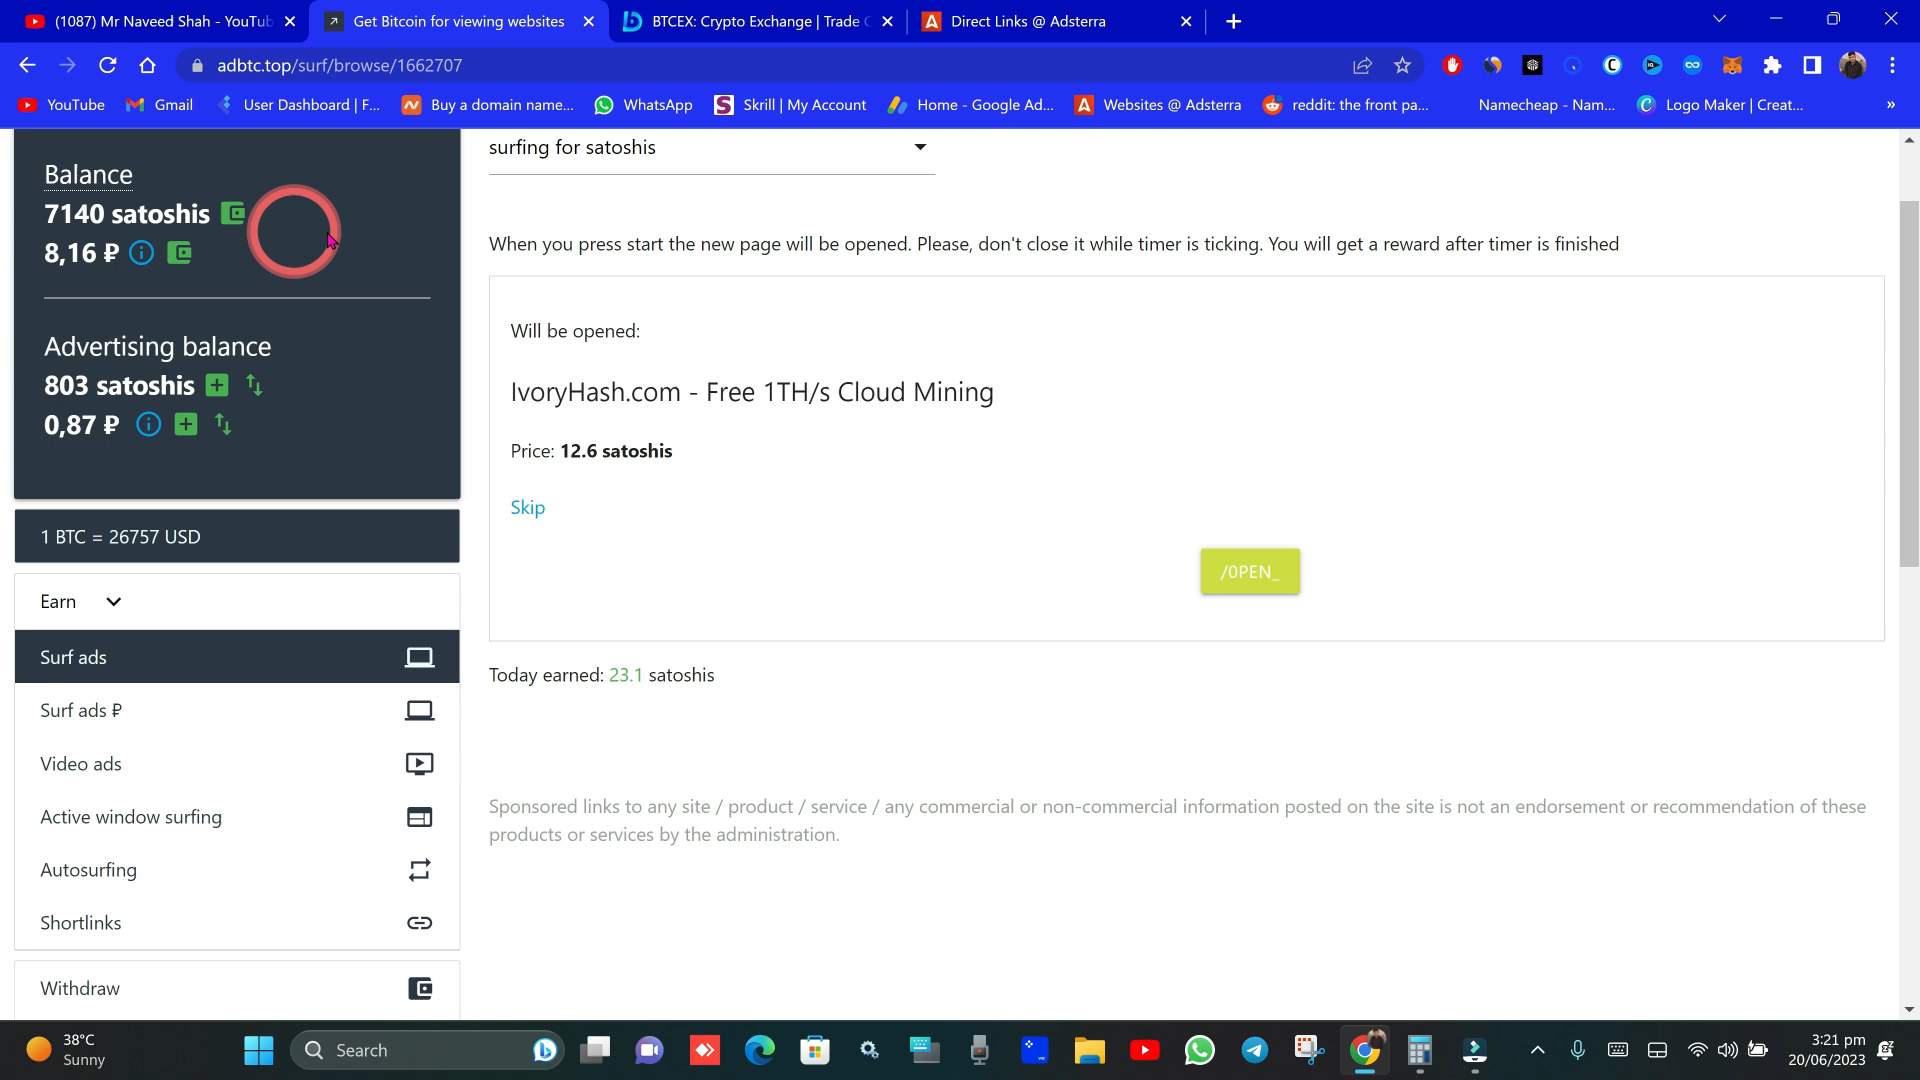 (1087) Mr Naveed Shah - YouTub
Get Bitcoin for viewing websites
BTCEX: Crypto Exchange | Trade C
Direct Links @ Adsterra
adbtc.top/surf/browse/1662707
YouTube
Gmail
User Dashboard | F...
Buy a domain name...
WhatsApp
Skrill | My Account
Home - Google Ad...
Websites @ Adsterra
reddit: the front pa...
Namecheap - Nam...
Logo Maker | Creat...
»
Balance
7140 satoshis
8,16 ₽
Advertising balance
803 satoshis
0,87 ₽
1 BTC = 26757 USD
Earn
Surf ads
Surf ads ₽
Video ads
Active window surfing
Autosurfing
Shortlinks
Withdraw
surfing for satoshis
When you press start the new page will be opened. Please, don't close it while timer is ticking. You will get a reward after timer is finished
Will be opened:
IvoryHash.com - Free 1TH/s Cloud Mining
Price: 12.6 satoshis
Skip
/0PEN_
Today earned: 23.1 satoshis
Sponsored links to any site / product / service / any commercial or non-commercial information posted on the site is not an endorsement or recommendation of these
products or services by the administration.
38°C
Sunny
Search
3:21 pm
20/06/2023